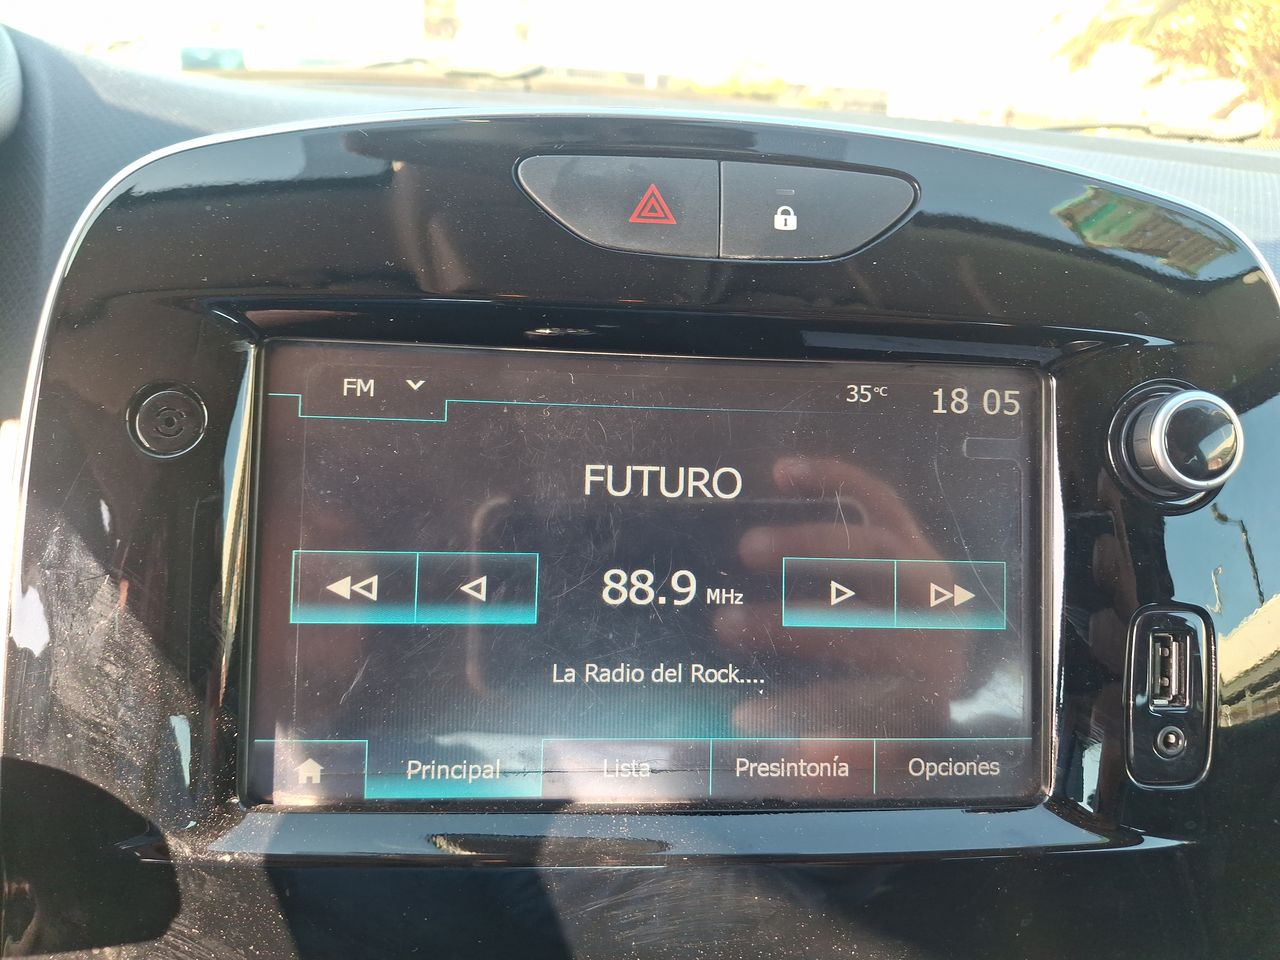 FM
35°C
18 05
FUTURO
88.9 MHz
La Radio del Rock....
Principal
Lista
Presintonía
Opciones